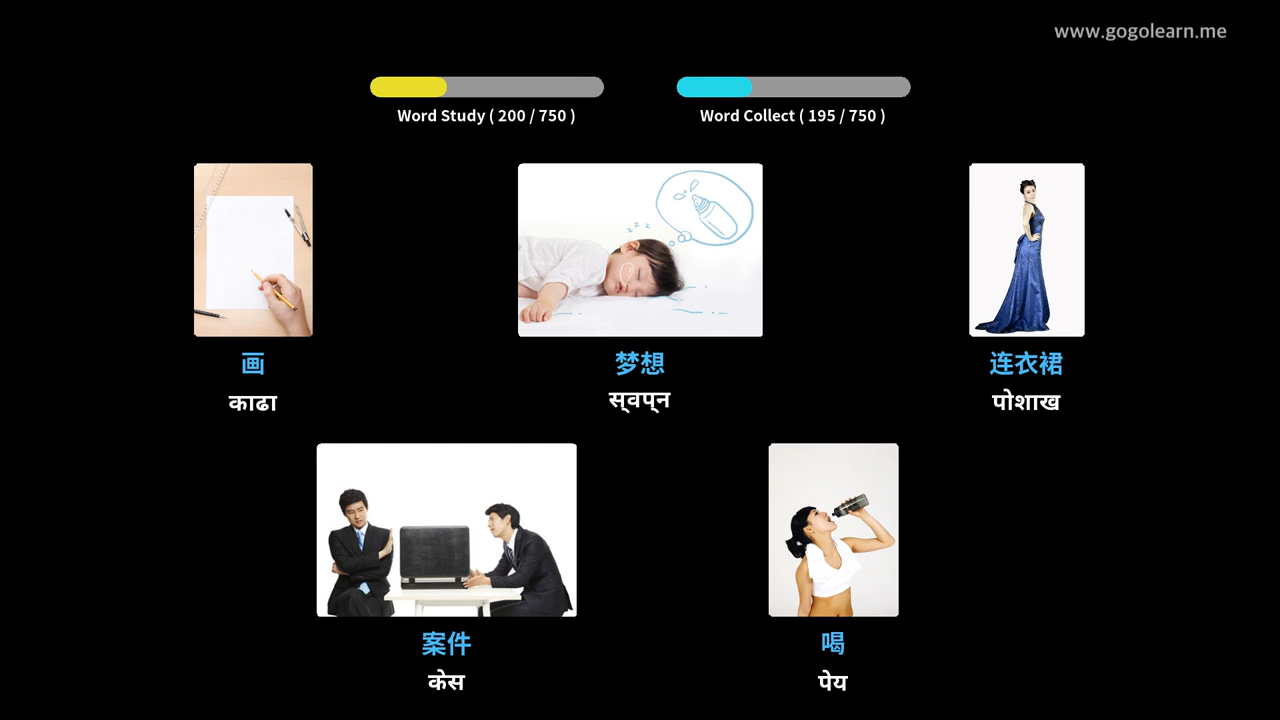 www.gogolearn.me
Word Study ( 200 / 750 )
Word Collect ( 195 / 750 )
画
काढा
梦想
स्वप्न
连衣裙
पोशाख
案件
केस
喝
पेय